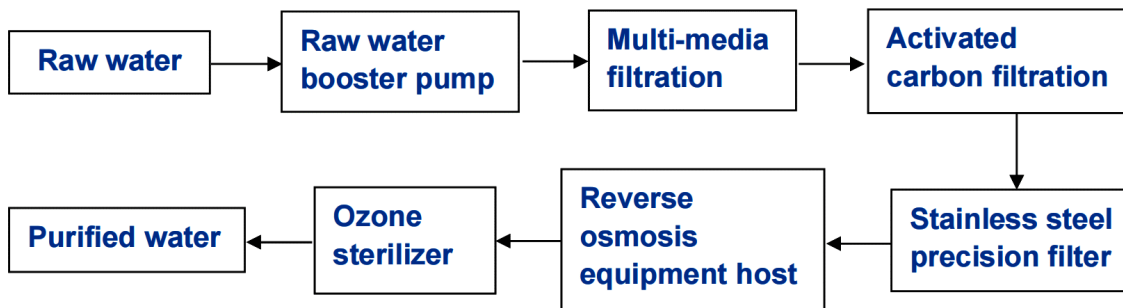 Raw water
Raw water
booster pump
Multi-media
filtration
Activated
carbon filtration
Stainless steel
precision filter
Reverse
osmosis
equipment host
Ozone
sterilizer
Purified water